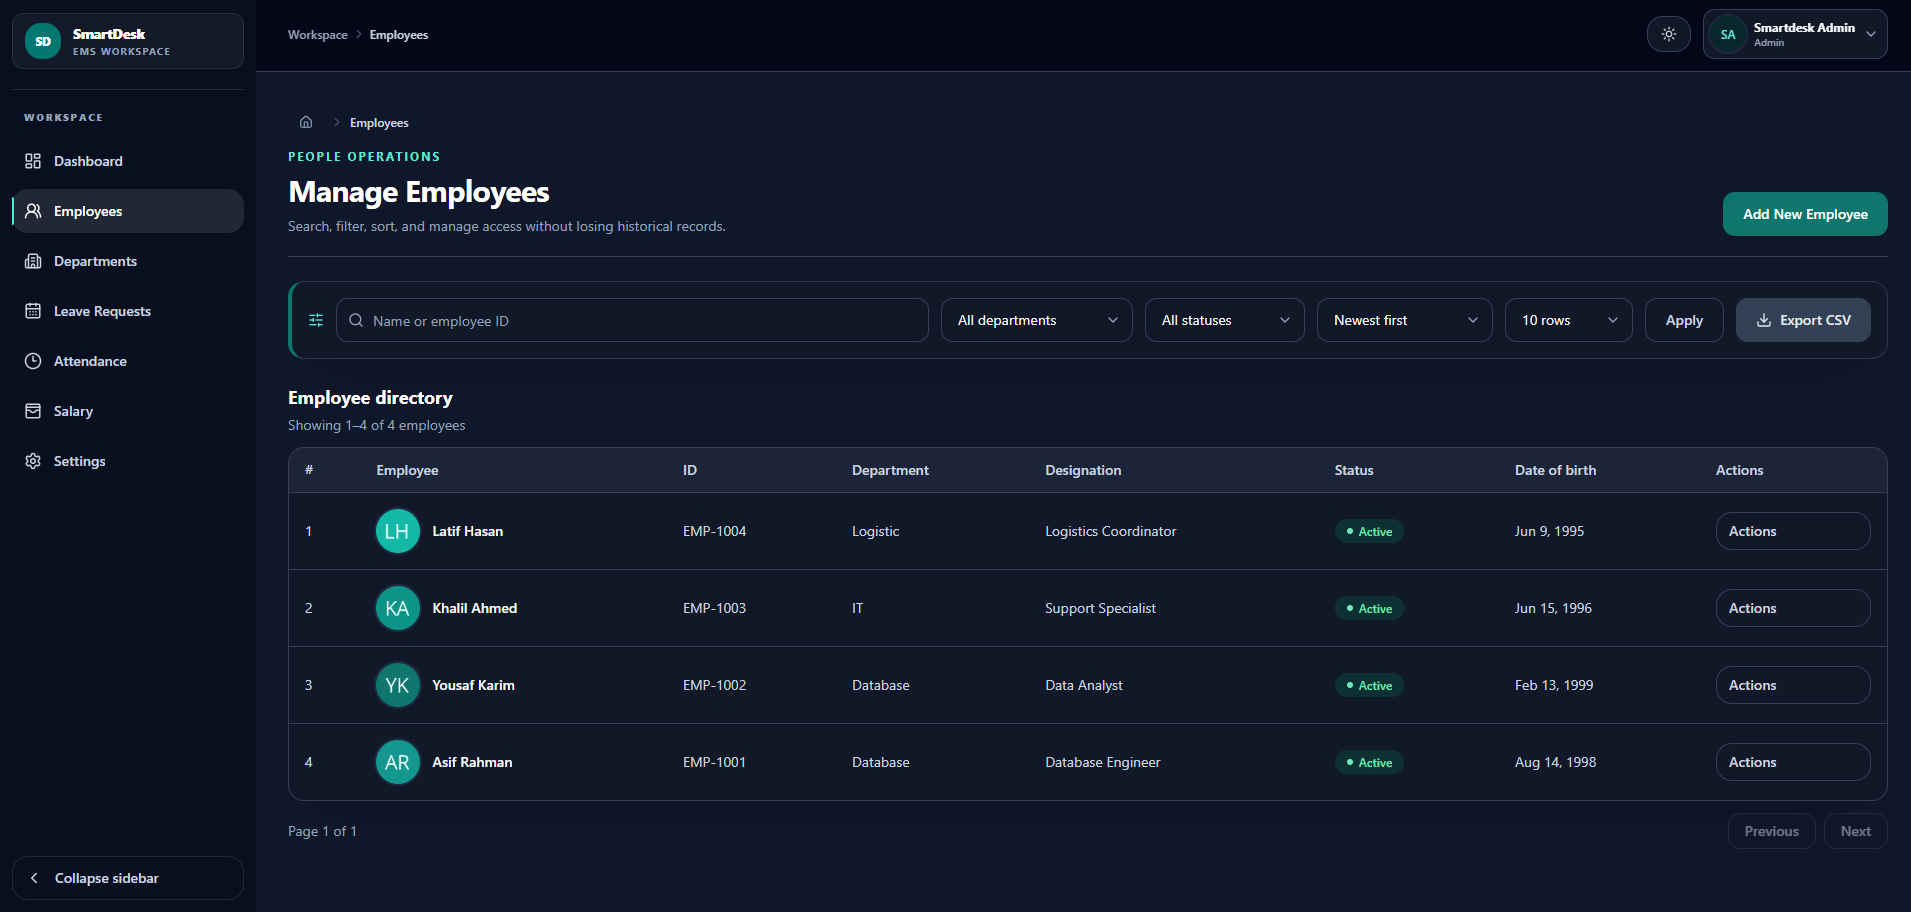 SD
SmartDesk
EMS WORKSPACE
WORKSPACE
Dashboard
Employees
Departments
Leave Requests
Attendance
Salary
Settings
Collapse sidebar
Workspace > Employees
SA
Smartdesk Admin
Admin
> Employees
PEOPLE OPERATIONS
Manage Employees
Search, filter, sort, and manage access without losing historical records.
Add New Employee
Name or employee ID
All departments
All statuses
Newest first
10 rows
Apply
Export CSV
Employee directory
Showing 1–4 of 4 employees
# Employee ID Department Designation Status Date of birth Actions
1 LH Latif Hasan EMP-1004 Logistic Logistics Coordinator Active Jun 9, 1995 Actions
2 KA Khalil Ahmed EMP-1003 IT Support Specialist Active Jun 15, 1996 Actions
3 YK Yousaf Karim EMP-1002 Database Data Analyst Active Feb 13, 1999 Actions
4 AR Asif Rahman EMP-1001 Database Database Engineer Active Aug 14, 1998 Actions
Page 1 of 1
Previous
Next